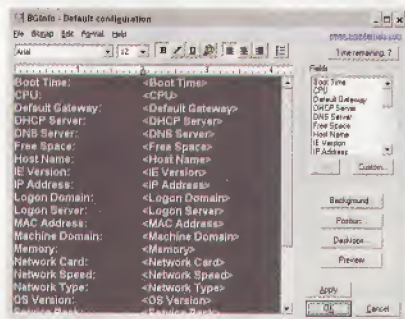 BGInfo - Default configuration
File Bitmap Edit Format Help
Arial 12 B
Time remaining: 7
Fields
Boot Time: <Boot Time>
CPU: <CPU>
Default Gateway: <Default Gateway>
DHCP Server: <DHCP Server>
DNS Server: <DNS Server>
Free Space: <Free Space>
Host Name: <Host Name>
IE Version: <IE Version>
IP Address: <IP Address>
Logon Domain: <Logon Domain>
Logon Server: <Logon Server>
MAC Address: <MAC Address>
Machine Domain: <Machine Domain>
Memory: <Memory>
Network Card: <Network Card>
Network Speed: <Network Speed>
Network Type: <Network Type>
OS Version: <OS Version>
Boot Time
CPU
Default Gateway
DHCP Server
DNS Server
Free Space
Host Name
IE Version
IP Address
Custom...
Background
Position...
Desktops...
Preview
Apply
OK Cancel